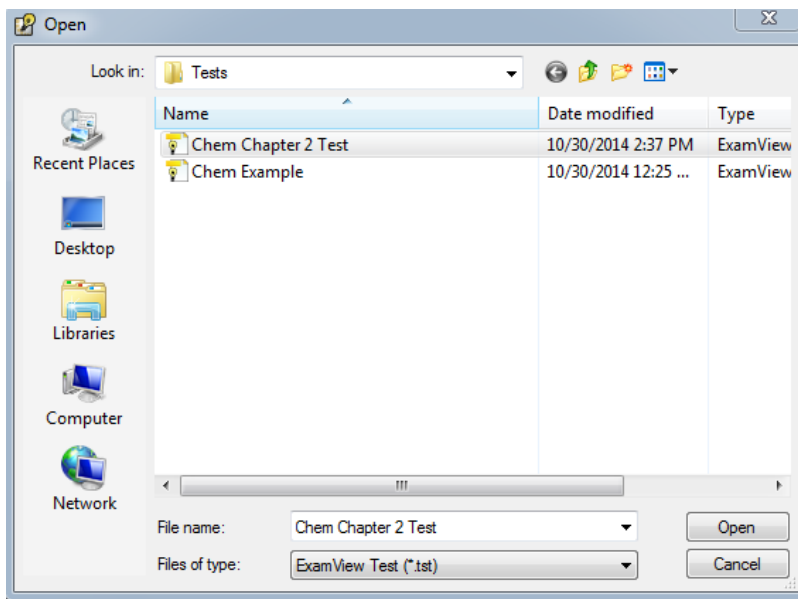 Open
Look in: Tests
Name Date modified Type
Chem Chapter 2 Test 10/30/2014 2:37 PM ExamView
Chem Example 10/30/2014 12:25 ... ExamView
Recent Places
Desktop
Libraries
Computer
Network
File name: Chem Chapter 2 Test Open
Files of type: ExamView Test (*.tst) Cancel